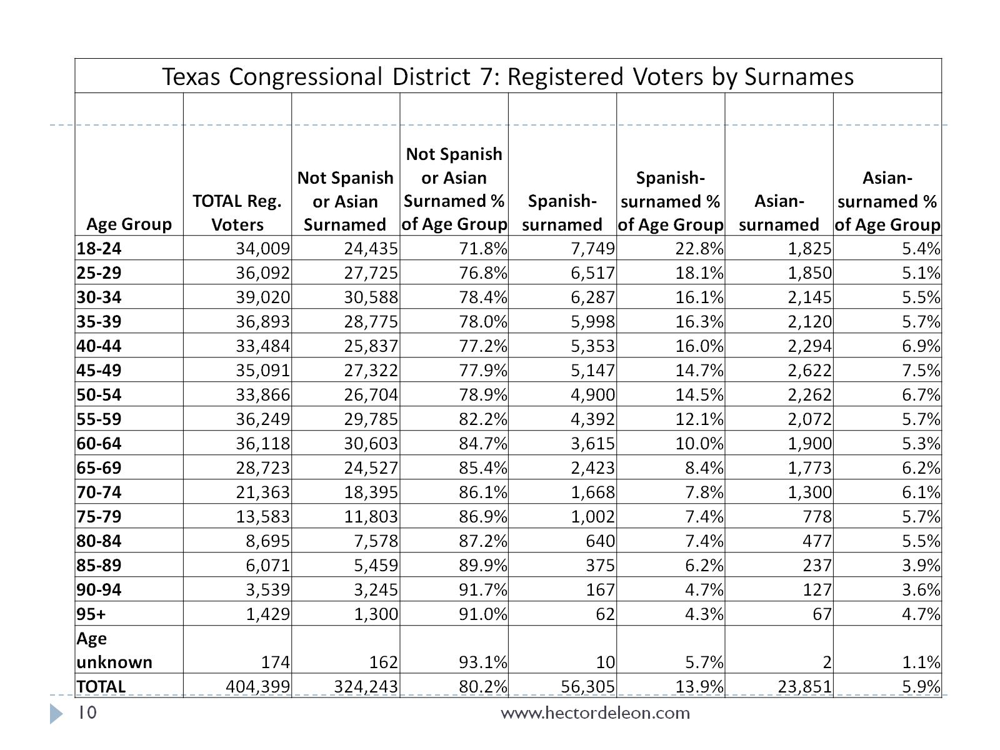 Texas Congressional District 7: Registered Voters by Surnames
Age Group TOTAL Reg. Voters Not Spanish or Asian Surnamed Not Spanish or Asian Surnamed % of Age Group Spanish-surnamed Spanish-surnamed % of Age Group Asian-surnamed Asian-surnamed % of Age Group
18-24 34,009 24,435 71.8% 7,749 22.8% 1,825 5.4%
25-29 36,092 27,725 76.8% 6,517 18.1% 1,850 5.1%
30-34 39,020 30,588 78.4% 6,287 16.1% 2,145 5.5%
35-39 36,893 28,775 78.0% 5,998 16.3% 2,120 5.7%
40-44 33,484 25,837 77.2% 5,353 16.0% 2,294 6.9%
45-49 35,091 27,322 77.9% 5,147 14.7% 2,622 7.5%
50-54 33,866 26,704 78.9% 4,900 14.5% 2,262 6.7%
55-59 36,249 29,785 82.2% 4,392 12.1% 2,072 5.7%
60-64 36,118 30,603 84.7% 3,615 10.0% 1,900 5.3%
65-69 28,723 24,527 85.4% 2,423 8.4% 1,773 6.2%
70-74 21,363 18,395 86.1% 1,668 7.8% 1,300 6.1%
75-79 13,583 11,803 86.9% 1,002 7.4% 778 5.7%
80-84 8,695 7,578 87.2% 640 7.4% 477 5.5%
85-89 6,071 5,459 89.9% 375 6.2% 237 3.9%
90-94 3,539 3,245 91.7% 167 4.7% 127 3.6%
95+ 1,429 1,300 91.0% 62 4.3% 67 4.7%
Age
unknown 174 162 93.1% 10 5.7% 2 1.1%
TOTAL 404,399 324,243 80.2% 56,305 13.9% 23,851 5.9%
10 www.hectordeleon.com